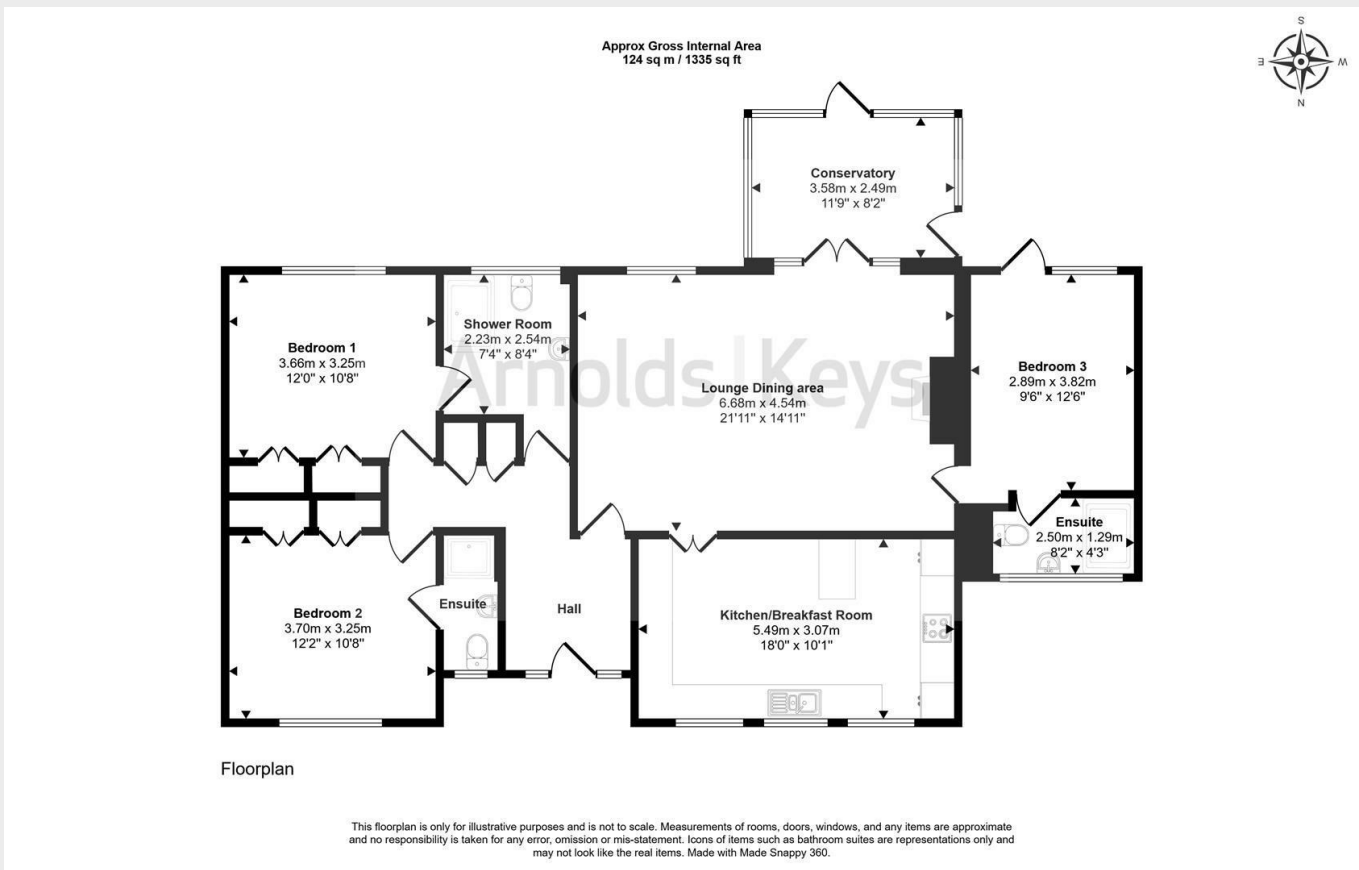 Approx Gross Internal Area
124 sq m / 1335 sq ft
S
E
W
N
Conservatory
3.58m x 2.49m
11'9" x 8'2"
Bedroom 1
3.66m x 3.25m
12'0" x 10'8"
Shower Room
2.23m x 2.54m
7'4" x 8'4"
Arnolds | Keys
Lounge Dining area
6.68m x 4.54m
21'11" x 14'11"
Bedroom 3
2.89m x 3.82m
9'6" x 12'6"
Ensuite
2.50m x 1.29m
8'2" x 4'3"
Bedroom 2
3.70m x 3.25m
12'2" x 10'8"
Ensuite
Hall
Kitchen/Breakfast Room
5.49m x 3.07m
18'0" x 10'1"
Floorplan
This floorplan is only for illustrative purposes and is not to scale. Measurements of rooms, doors, windows, and any items are approximate
and no responsibility is taken for any error, omission or mis-statement. Icons of items such as bathroom suites are representations only and
may not look like the real items. Made with Made Snappy 360.